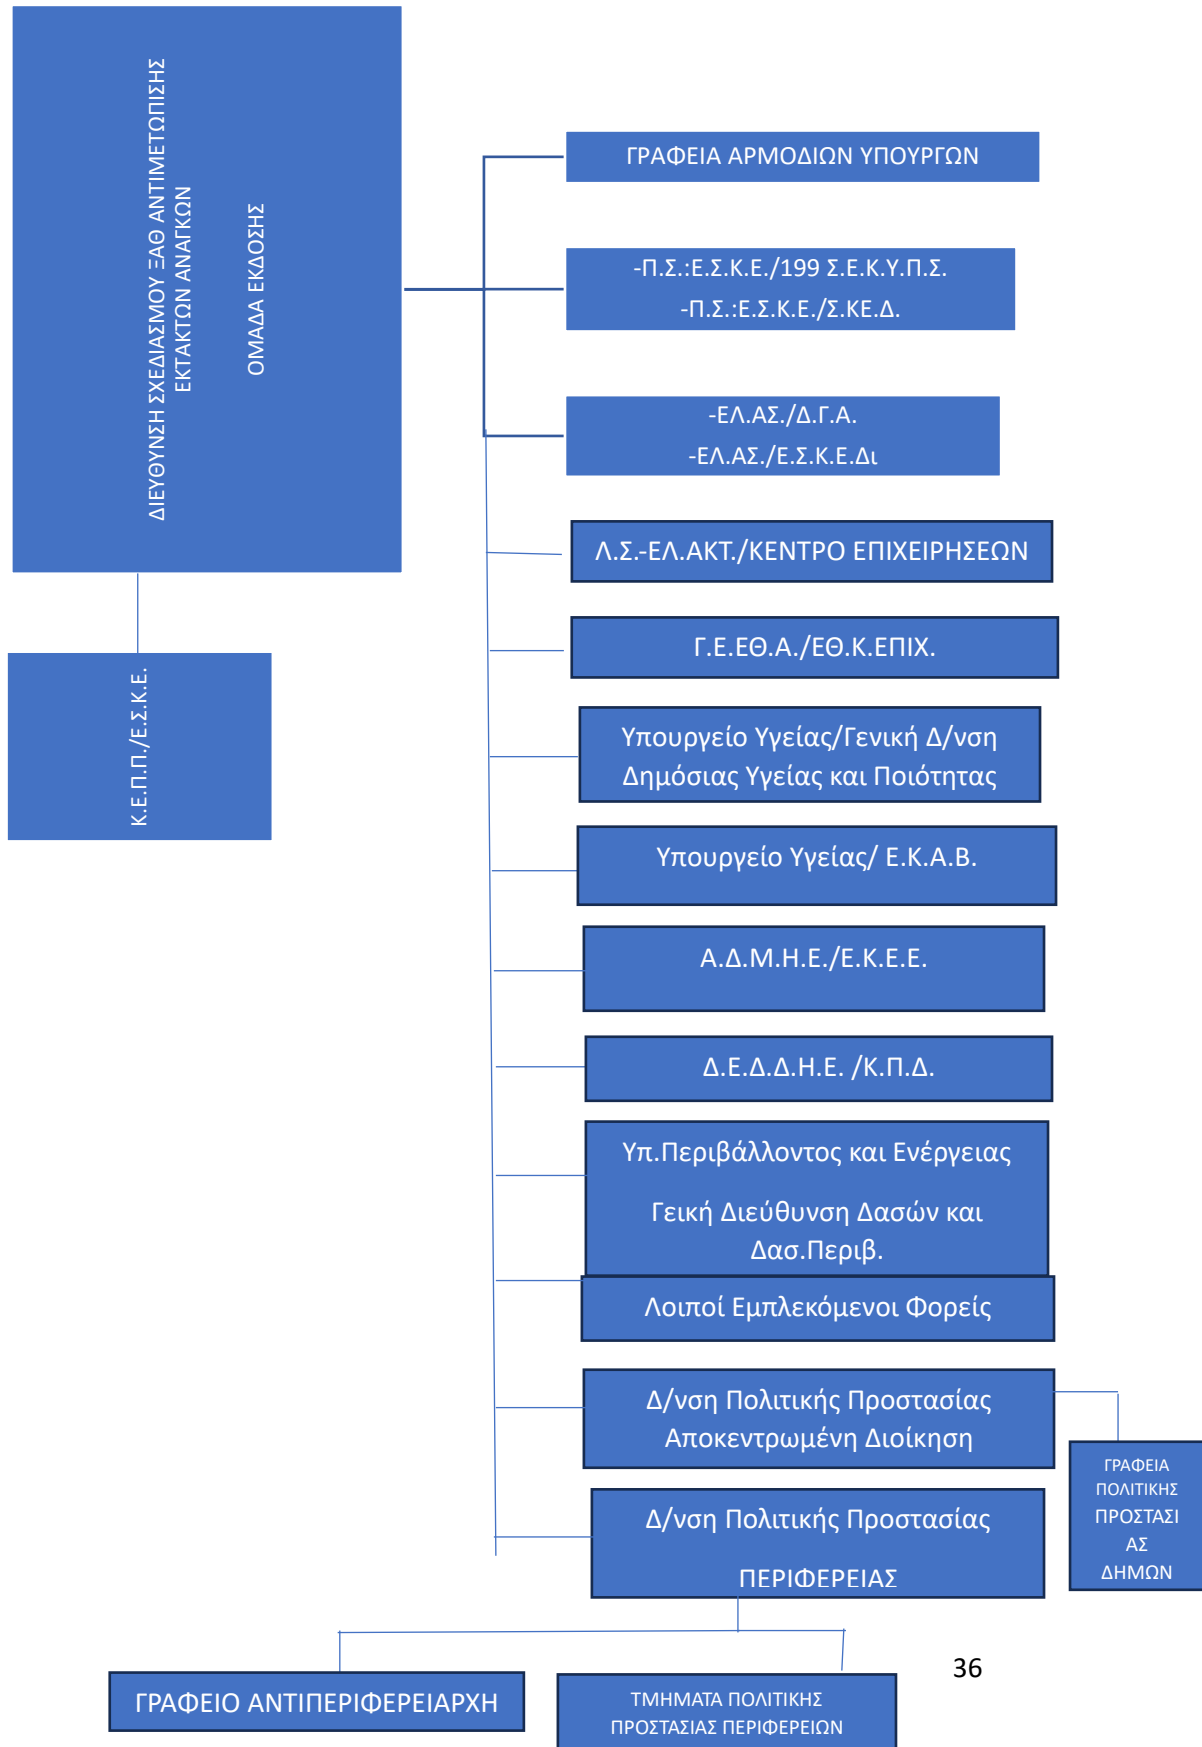 ΔΙΕΥΘΥΝΣΗ ΣΧΕΔΙΑΣΜΟΥ ΞΑΘ ΑΝΤΙΜΕΤΩΠΙΣΗΣ
ΕΚΤΑΚΤΩΝ ΑΝΑΓΚΩΝ
ΟΜΑΔΑ ΕΚΔΟΣΗΣ
Κ.Ε.Π.Π./Ε.Σ.Κ.Ε.
ΓΡΑΦΕΙΑ ΑΡΜΟΔΙΩΝ ΥΠΟΥΡΓΩΝ
-Π.Σ.:Ε.Σ.Κ.Ε./199 Σ.Ε.Κ.Υ.Π.Σ.
-Π.Σ.:Ε.Σ.Κ.Ε./Σ.ΚΕ.Δ.
-ΕΛ.ΑΣ./Δ.Γ.Α.
-ΕΛ.ΑΣ./Ε.Σ.Κ.Ε.Δι
Λ.Σ.-ΕΛ.ΑΚΤ./ΚΕΝΤΡΟ ΕΠΙΧΕΙΡΗΣΕΩΝ
Γ.Ε.ΕΘ.Α./ΕΘ.Κ.ΕΠΙΧ.
Υπουργείο Υγείας/Γενική Δ/νση
Δημόσιας Υγείας και Ποιότητας
Υπουργείο Υγείας/ Ε.Κ.Α.Β.
Α.Δ.Μ.Η.Ε./Ε.Κ.Ε.Ε.
Δ.Ε.Δ.Δ.Η.Ε. /Κ.Π.Δ.
Υπ.Περιβάλλοντος και Ενέργειας
Γεική Διεύθυνση Δασών και
Δασ.Περιβ.
Λοιποί Εμπλεκόμενοι Φορείς
Δ/νση Πολιτικής Προστασίας
Αποκεντρωμένη Διοίκηση
ΓΡΑΦΕΙΑ
ΠΟΛΙΤΙΚΗΣ
ΠΡΟΣΤΑΣΙ
ΑΣ
ΔΗΜΩΝ
Δ/νση Πολιτικής Προστασίας
ΠΕΡΙΦΕΡΕΙΑΣ
ΓΡΑΦΕΙΟ ΑΝΤΙΠΕΡΙΦΕΡΕΙΑΡΧΗ
ΤΜΗΜΑΤΑ ΠΟΛΙΤΙΚΗΣ
ΠΡΟΣΤΑΣΙΑΣ ΠΕΡΙΦΕΡΕΙΩΝ
36